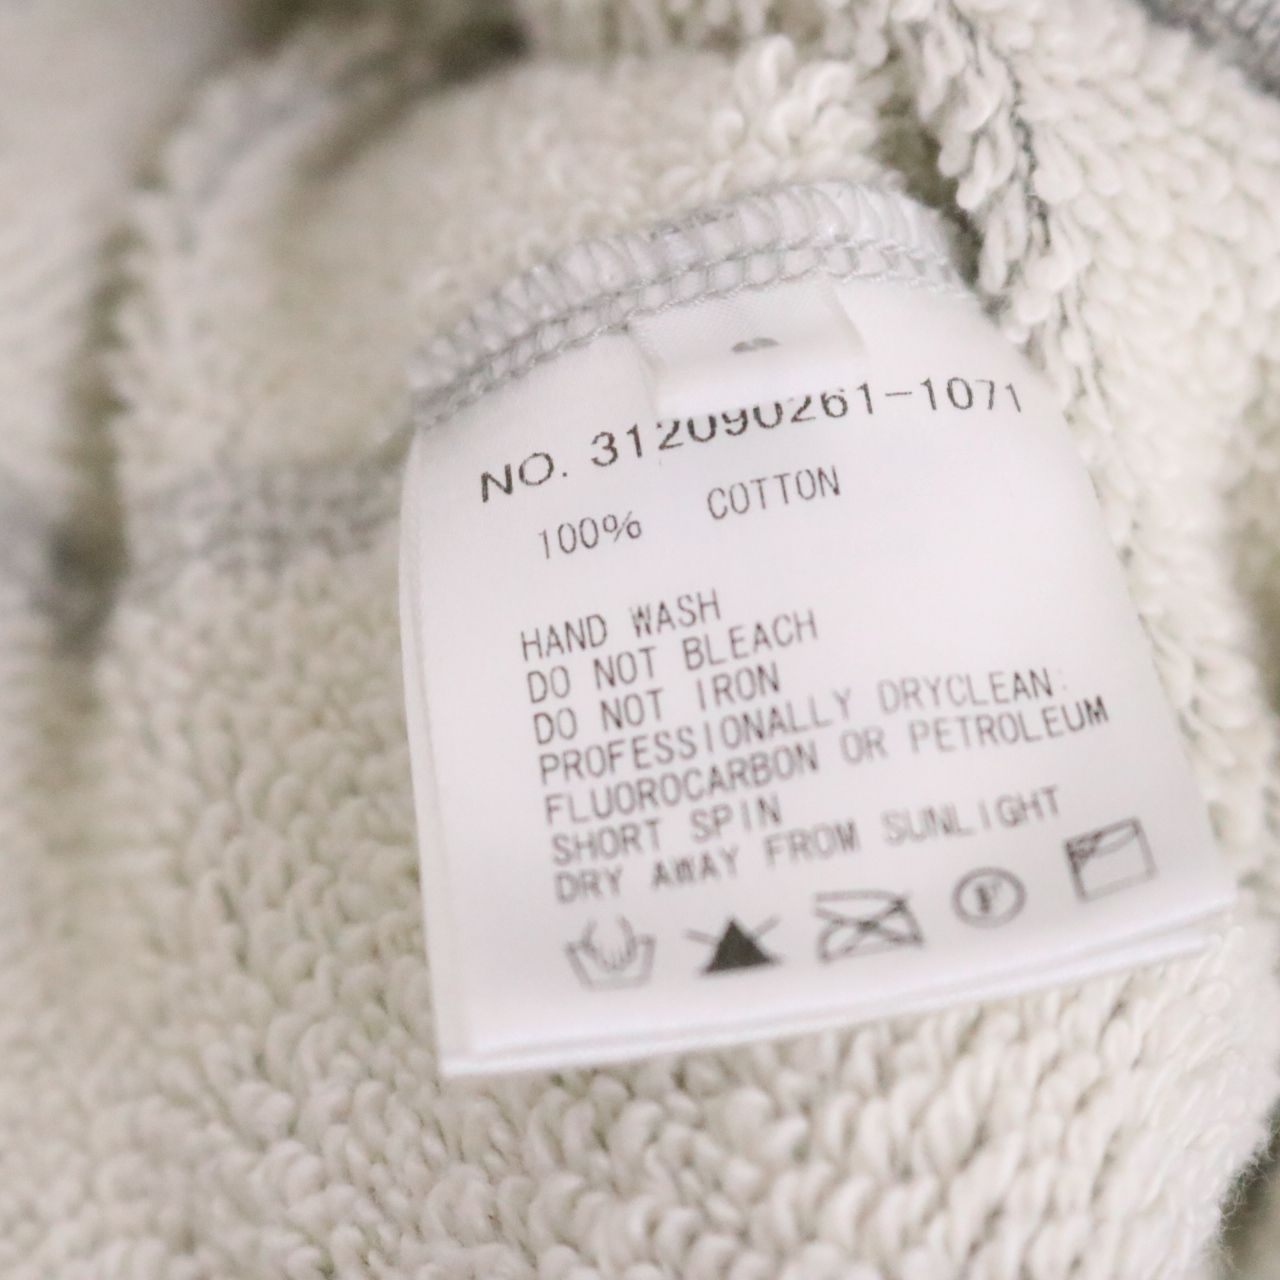 NO. 312090261-1071
100% COTTON
HAND WASH
DO NOT BLEACH
DO NOT IRON
PROFESSIONALLY DRYCLEAN:
FLUOROCARBON OR PETROLEUM
SHORT SPIN
DRY AWAY FROM SUNLIGHT
F